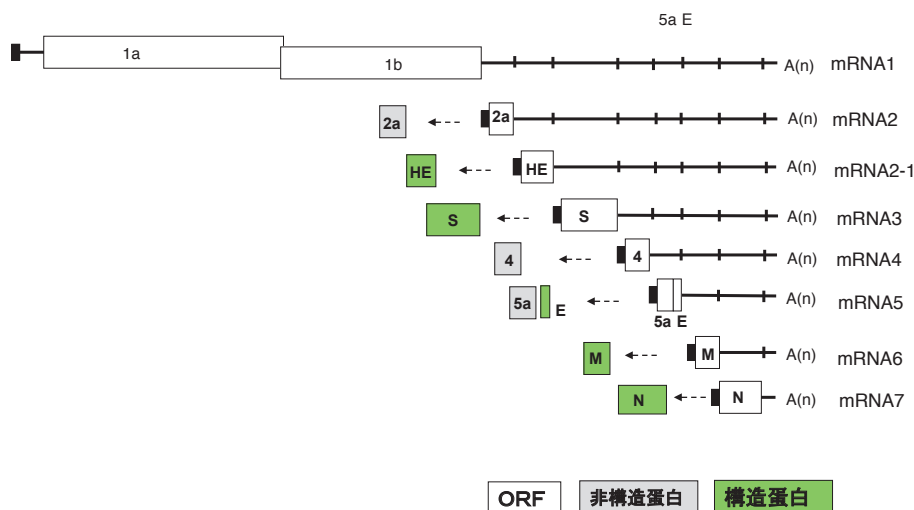 5a E
1a
1b
A(n) mRNA1
2a 2a A(n) mRNA2
HE HE A(n) mRNA2-1
S S A(n) mRNA3
4 4 A(n) mRNA4
5a E A(n) mRNA5
5a E
M M A(n) mRNA6
N N A(n) mRNA7
ORF 非構造蛋白 構造蛋白